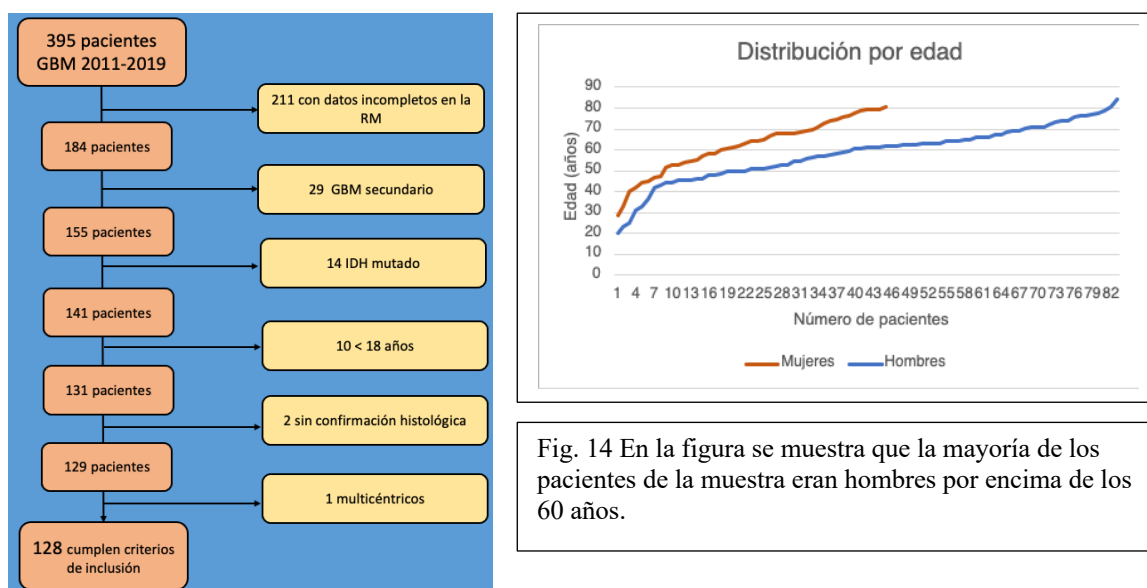 395 pacientes
GBM 2011-2019
211 con datos incompletos en la
RM
184 pacientes
29 GBM secundario
155 pacientes
14 IDH mutado
141 pacientes
10 < 18 años
131 pacientes
2 sin confirmación histológica
129 pacientes
1 multicéntricos
128 cumplen criterios
de inclusión
Distribución por edad
Edad (años)
90
80
70
60
50
40
30
20
10
0
1 4 7 10 13 16 19 22 25 28 31 34 37 40 43 46 49 52 55 58 61 64 67 70 73 76 79 82
Número de pacientes
Mujeres Hombres
Fig. 14 En la figura se muestra que la mayoría de los
pacientes de la muestra eran hombres por encima de los
60 años.